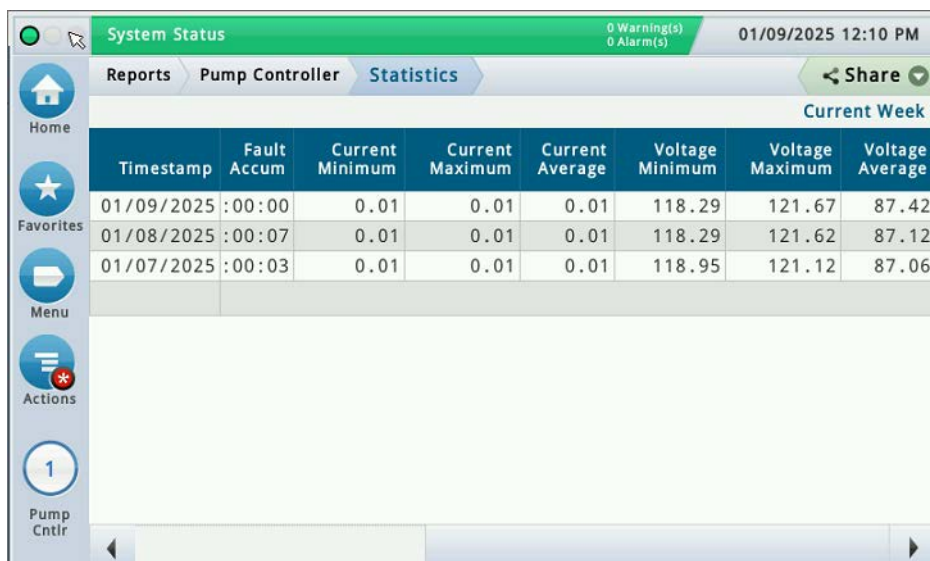 System Status
0 Warning(s)
0 Alarm(s)
01/09/2025 12:10 PM
Reports Pump Controller Statistics
Share
Home
Current Week
Timestamp Fault Accum Current Minimum Current Maximum Current Average Voltage Minimum Voltage Maximum Voltage Average
01/09/2025 :00:00 0.01 0.01 0.01 118.29 121.67 87.42
01/08/2025 :00:07 0.01 0.01 0.01 118.29 121.62 87.12
01/07/2025 :00:03 0.01 0.01 0.01 118.95 121.12 87.06
Favorites
Menu
Actions
1
Pump
Cntlr